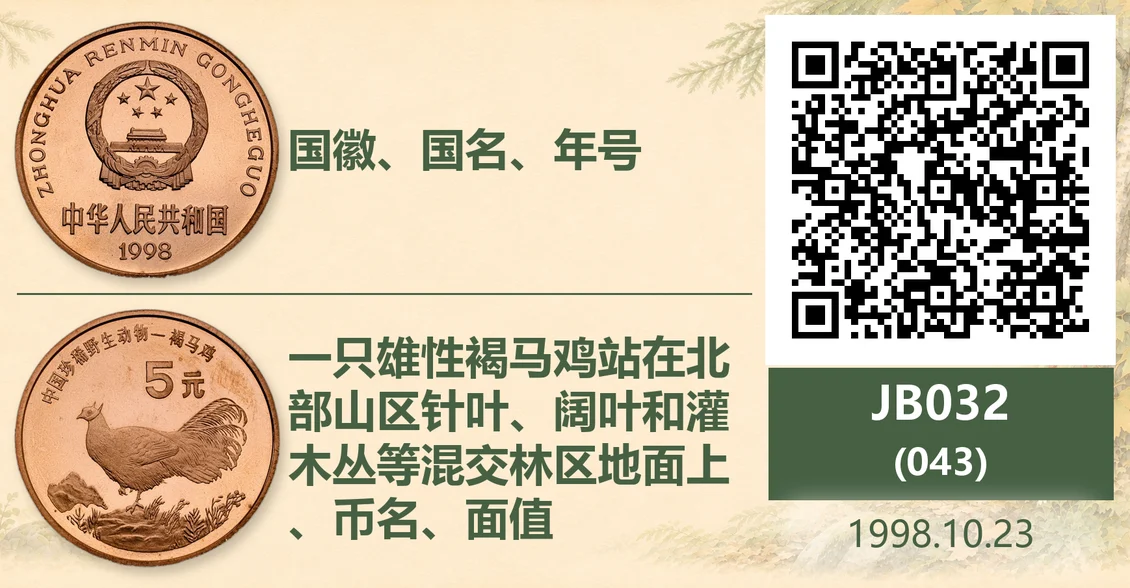 ZHONGHUA RENMIN GONGHEGUO
中华人民共和国
1998
国徽、国名、年号
中国珍稀野生动物—褐马鸡
5元
一只雄性褐马鸡站在北
部山区针叶、阔叶和灌
木丛等混交林区地面上
、币名、面值
JB032
(043)
1998.10.23